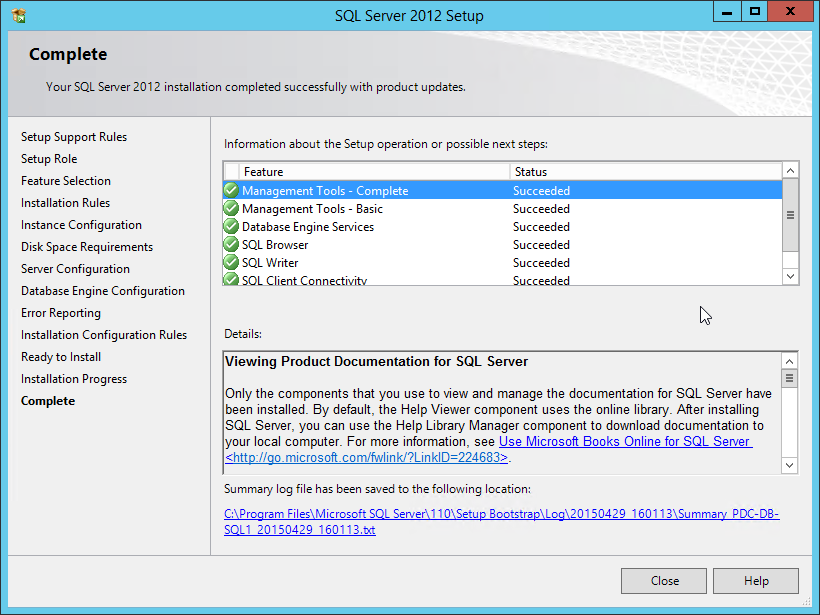 SQL Server 2012 Setup
Complete
Your SQL Server 2012 installation completed successfully with product updates.
Setup Support Rules
Setup Role
Feature Selection
Installation Rules
Instance Configuration
Disk Space Requirements
Server Configuration
Database Engine Configuration
Error Reporting
Installation Configuration Rules
Ready to Install
Installation Progress
Complete
Information about the Setup operation or possible next steps:
Feature Status
Management Tools - Complete Succeeded
Management Tools - Basic Succeeded
Database Engine Services Succeeded
SQL Browser Succeeded
SQL Writer Succeeded
SQL Client Connectivity Succeeded
Details:
Viewing Product Documentation for SQL Server
Only the components that you use to view and manage the documentation for SQL Server have
been installed. By default, the Help Viewer component uses the online library. After installing
SQL Server, you can use the Help Library Manager component to download documentation to
your local computer. For more information, see Use Microsoft Books Online for SQL Server
<http://go.microsoft.com/fwlink/?LinkID=224683>.
Summary log file has been saved to the following location:
C:\Program Files\Microsoft SQL Server\110\Setup Bootstrap\Log\20150429_160113\Summary_PDC-DB-
SQL1_20150429_160113.txt
Close
Help